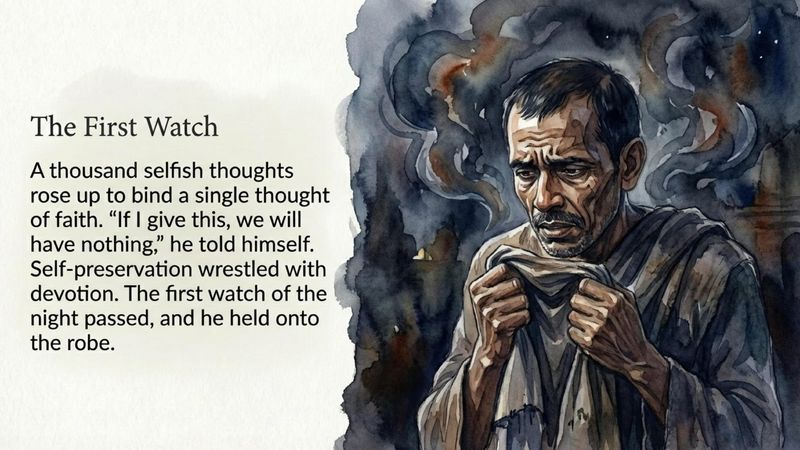 The First Watch
A thousand selfish thoughts
rose up to bind a single thought
of faith. “If I give this, we will
have nothing,” he told himself.
Self-preservation wrestled with
devotion. The first watch of the
night passed, and he held onto
the robe.